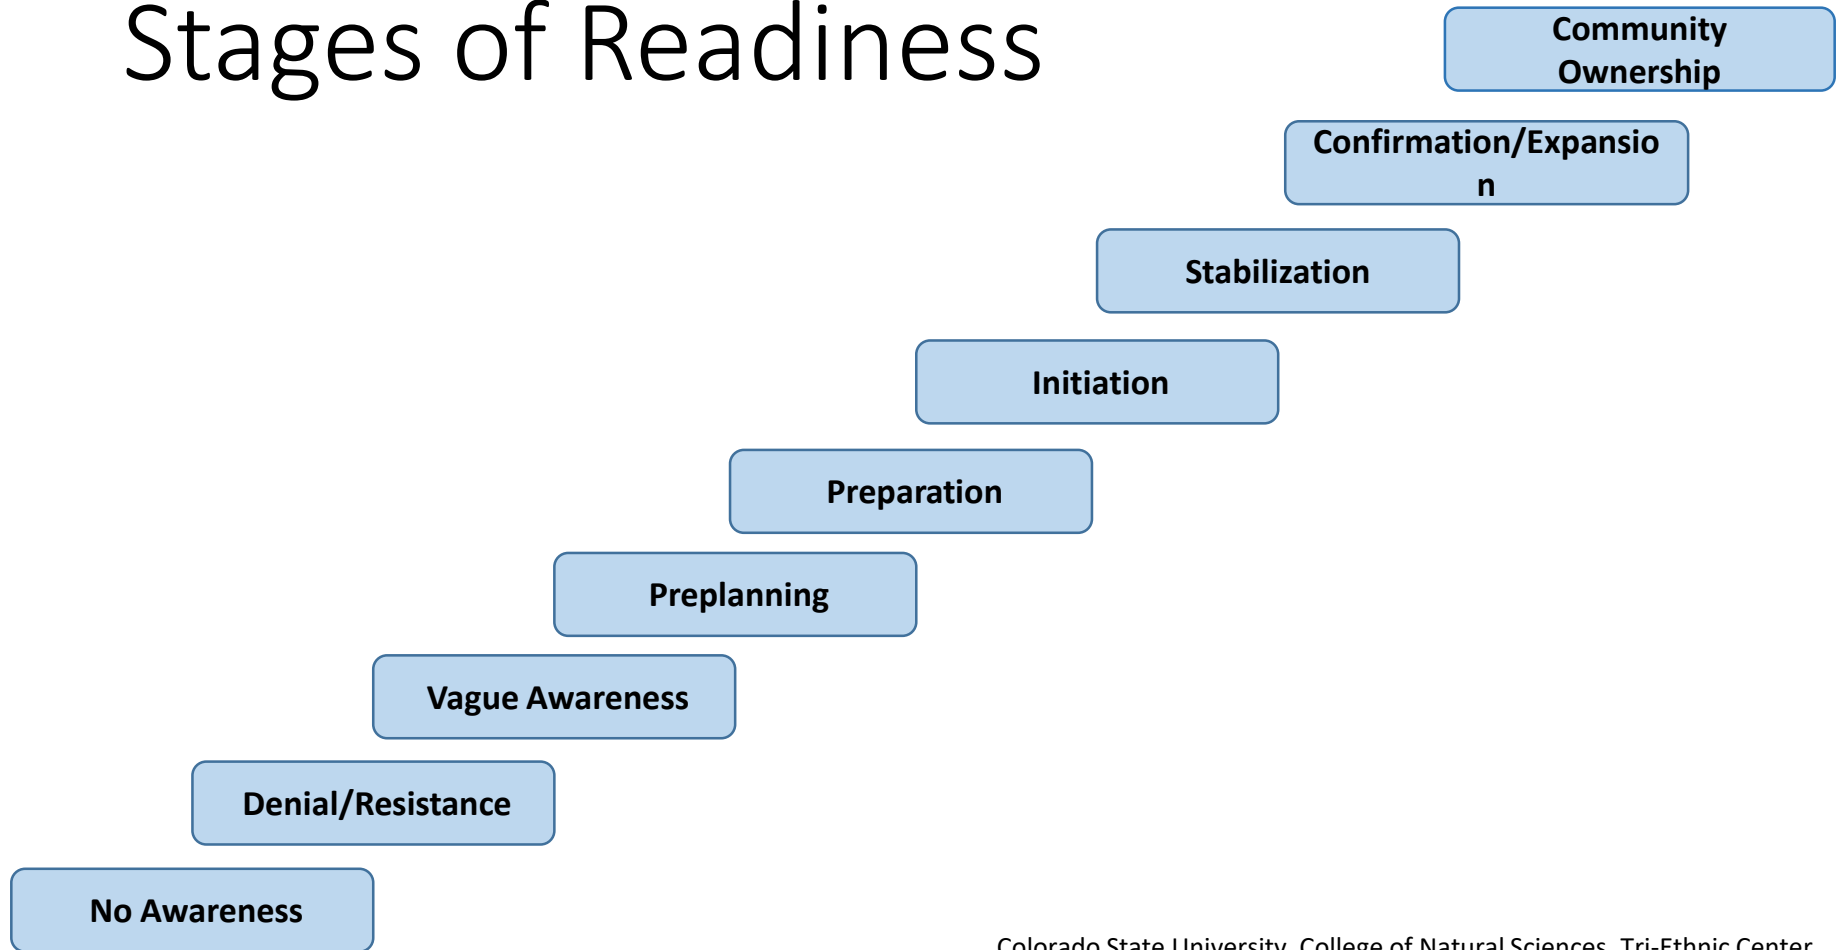 Stages of Readiness
Community
Ownership
Confirmation/Expansio
n
Stabilization
Initiation
Preparation
Preplanning
Vague Awareness
Denial/Resistance
No Awareness
Colorado State University, College of Natural Sciences, Tri-Ethnic Center